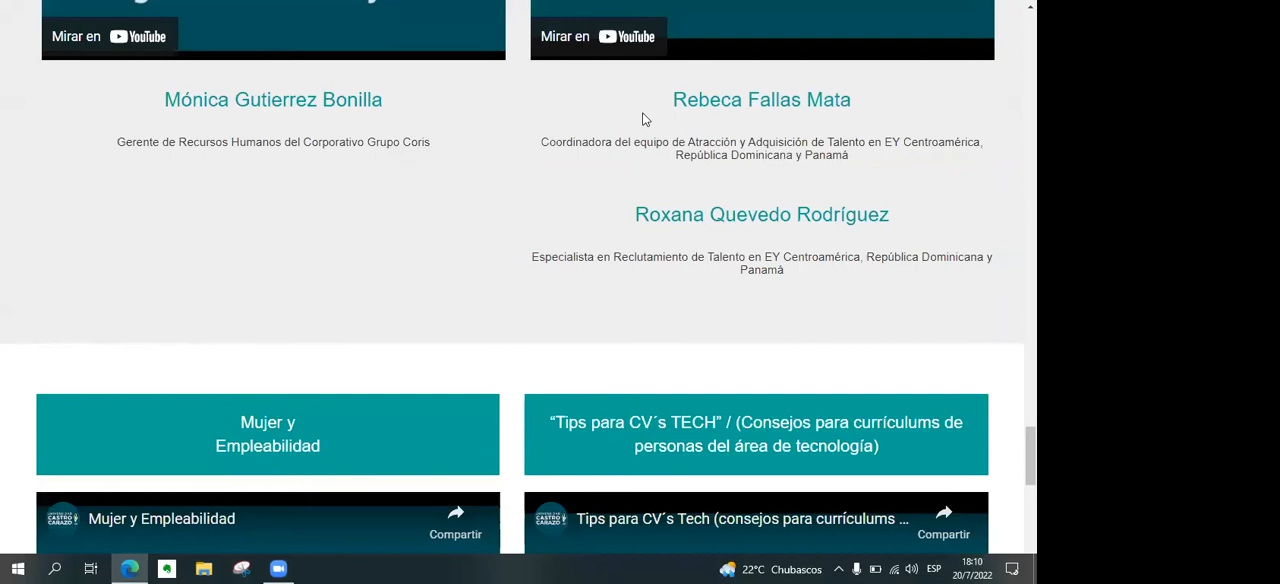 Mirar en YouTube
Mirar en YouTube
Mónica Gutierrez Bonilla
Gerente de Recursos Humanos del Corporativo Grupo Coris
Rebeca Fallas Mata
Coordinadora del equipo de Atracción y Adquisición de Talento en EY Centroamérica,
República Dominicana y Panamá
Roxana Quevedo Rodríguez
Especialista en Reclutamiento de Talento en EY Centroamérica, República Dominicana y
Panamá
Mujer y
Empleabilidad
“Tips para CV´s TECH” / (Consejos para currículums de
personas del área de tecnología)
CASTRO
CARAZO
Mujer y Empleabilidad
Compartir
CASTRO
CARAZO
Tips para CV´s Tech (consejos para currículums ...
Compartir
22°C Chubascos
ESP
18:10
20/7/2022